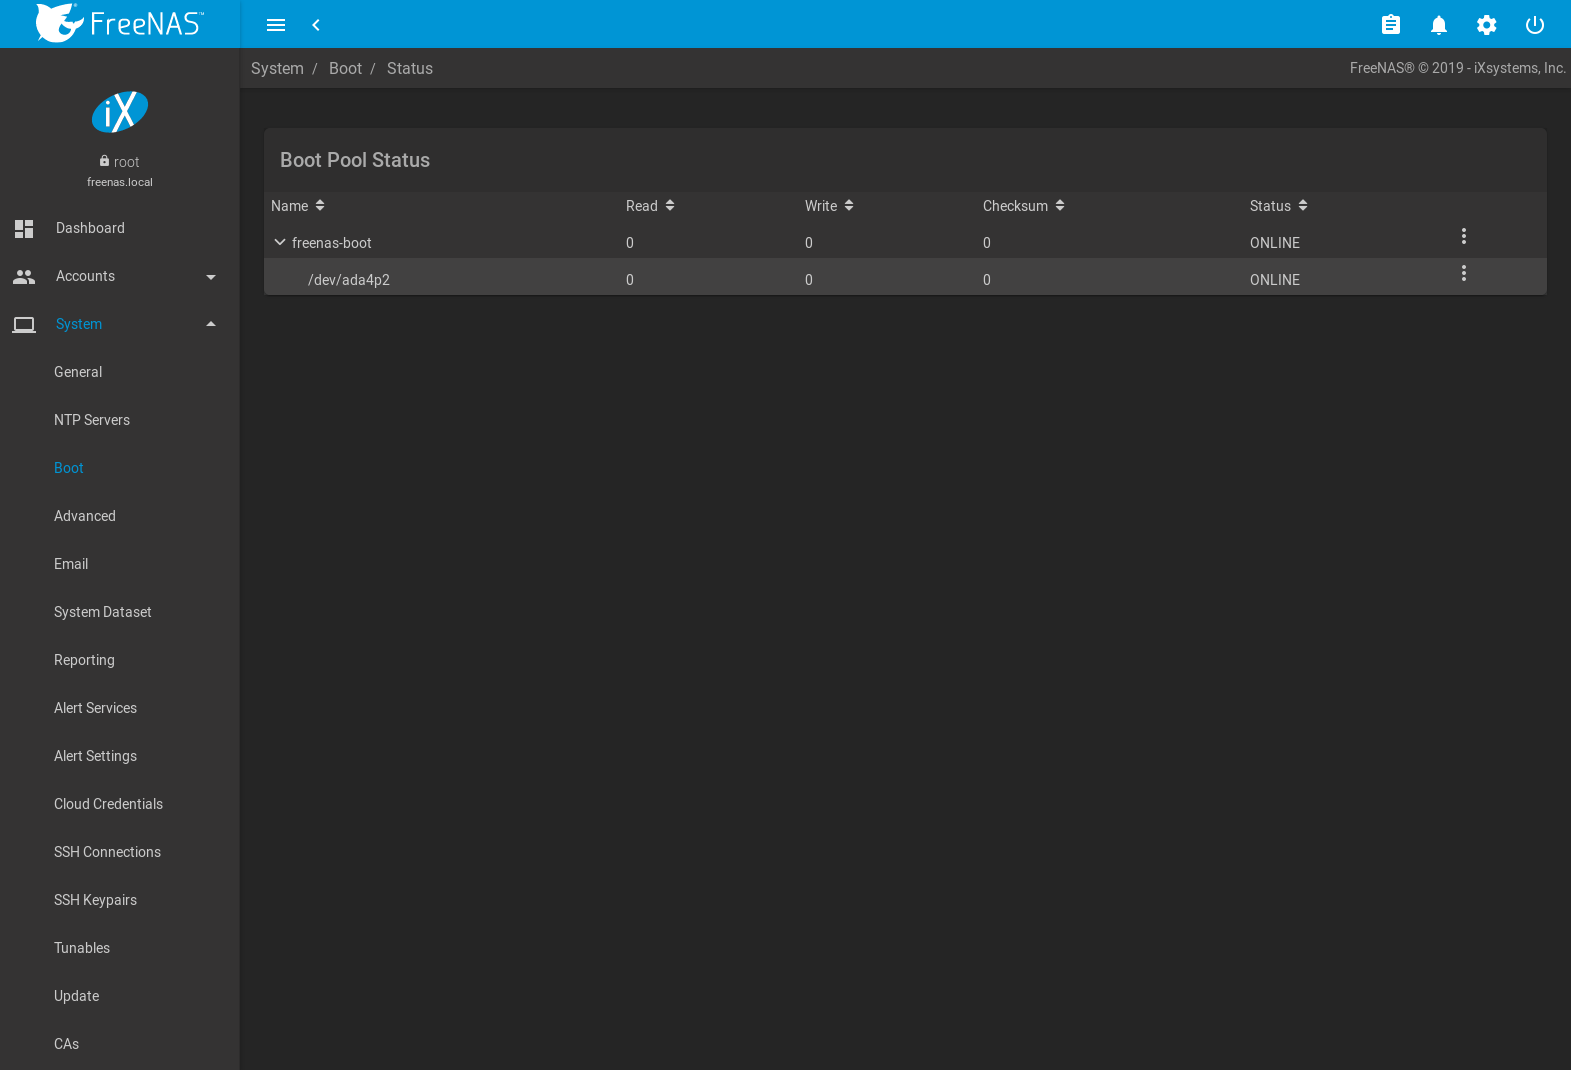 FreeNAS™
System / Boot / Status
FreeNAS® © 2019 - iXsystems, Inc.
iX
root
freenas.local
Dashboard
Accounts
System
General
NTP Servers
Boot
Advanced
Email
System Dataset
Reporting
Alert Services
Alert Settings
Cloud Credentials
SSH Connections
SSH Keypairs
Tunables
Update
CAs
Boot Pool Status
Name Read Write Checksum Status
freenas-boot 0 0 0 ONLINE
/dev/ada4p2 0 0 0 ONLINE